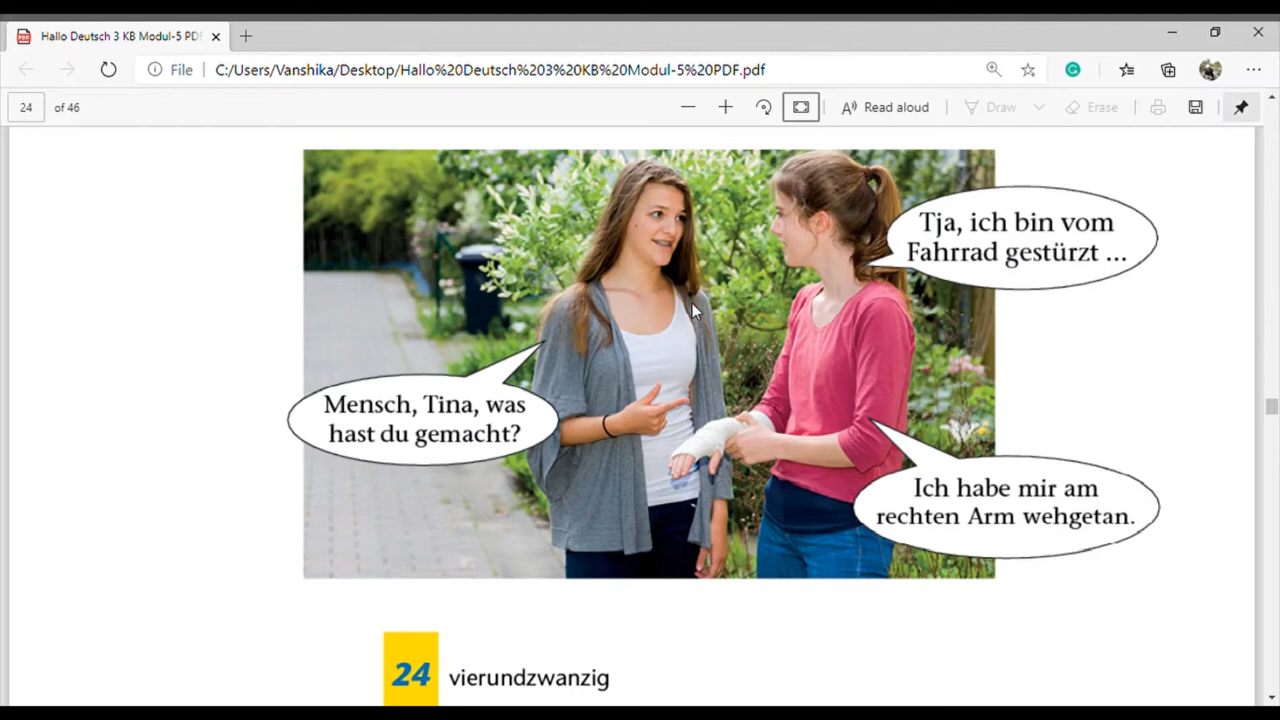 Hallo Deutsch 3 KB Modul-5 PDF
File
C:/Users/Vanshika/Desktop/Hallo%20Deutsch%203%20KB%20Modul-5%20PDF.pdf
24 of 46
Read aloud
Draw
Erase
Tja, ich bin vom
Fahrrad gestürzt ...
Mensch, Tina, was
hast du gemacht?
Ich habe mir am
rechten Arm wehgetan.
24 vierundzwanzig